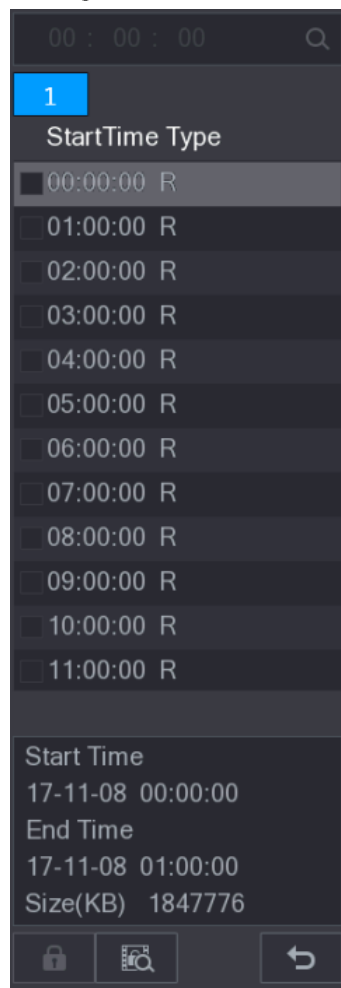 00 : 00 : 00
1
StartTime Type
00:00:00 R
01:00:00 R
02:00:00 R
03:00:00 R
04:00:00 R
05:00:00 R
06:00:00 R
07:00:00 R
08:00:00 R
09:00:00 R
10:00:00 R
11:00:00 R
Start Time
17-11-08 00:00:00
End Time
17-11-08 01:00:00
Size(KB) 1847776